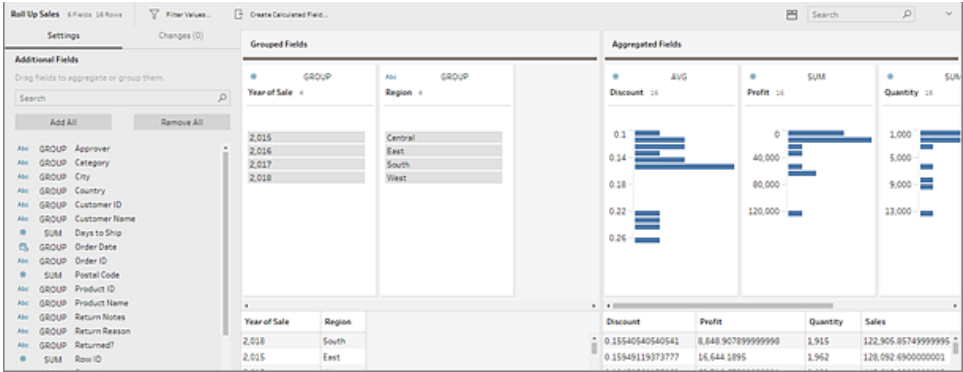 Roll Up Sales 6 Fields 16 Rows Filter Values... Create Calculated Field... Search
Settings Changes (0)
Additional Fields
Drag fields to aggregate or group them.
Search
Add All Remove All
Abc GROUP Approver
Abc GROUP Category
Abc GROUP City
Abc GROUP Country
Abc GROUP Customer ID
Abc GROUP Customer Name
# SUM Days to Ship
GROUP Order Date
Abc GROUP Order ID
# SUM Postal Code
Abc GROUP Product ID
Abc GROUP Product Name
Abc GROUP Return Notes
Abc GROUP Return Reason
Abc GROUP Returned?
# SUM Row ID
Grouped Fields
# GROUP
Year of Sale 4
2,015
2,016
2,017
2,018
Abc GROUP
Region 4
Central
East
South
West
Aggregated Fields
# AVG
Discount 16
0.1
0.14
0.18
0.22
0.26
# SUM
Profit 16
0
40,000
80,000
120,000
# SUM
Quantity 16
1,000
5,000
9,000
13,000
Year of Sale Region
2,018 South
2,015 East
Discount Profit Quantity Sales
0.15540540540541 8,848.907899999998 1,915 122,905.85749999995
0.15949119373777 16,644.1895 1,962 128,092.6900000001